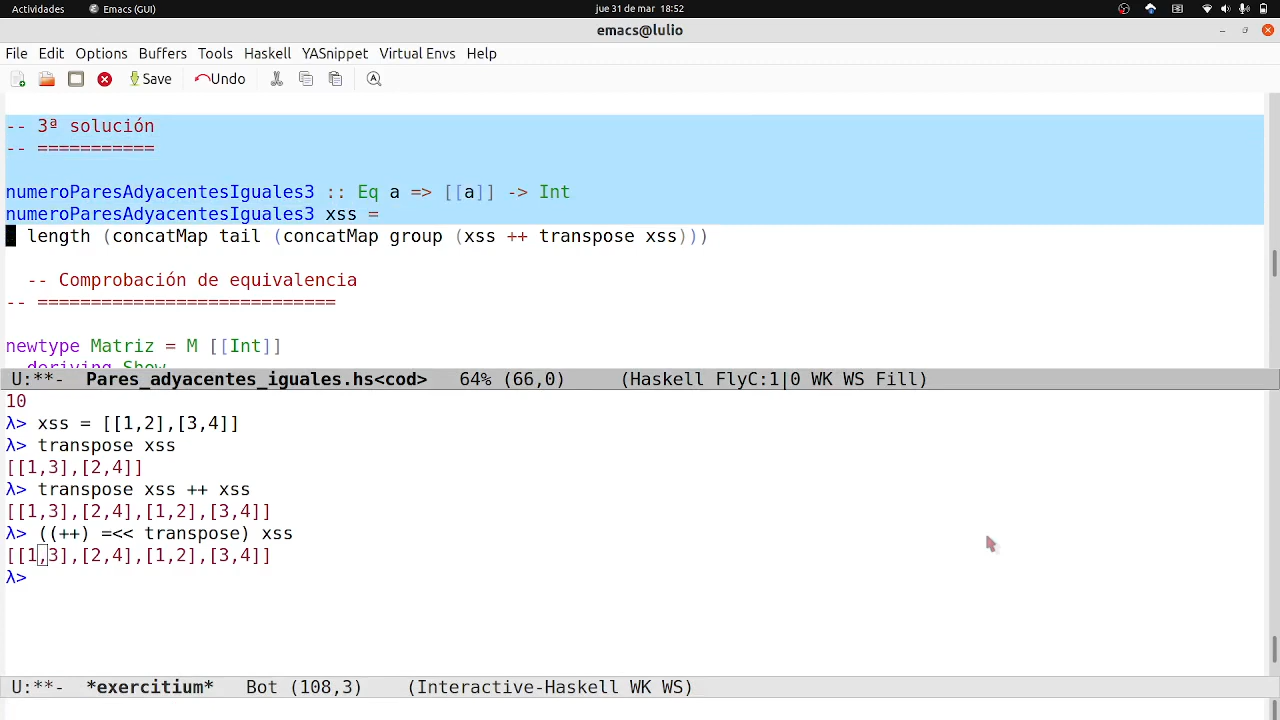 Actividades Emacs (GUI) jue 31 de mar 18:52
emacs@lulio
File Edit Options Buffers Tools Haskell YASnippet Virtual Envs Help
Save Undo
-- 3ª solución
-- ===========
numeroParesAdyacentesIguales3 :: Eq a => [[a]] -> Int
numeroParesAdyacentesIguales3 xss =
length (concatMap tail (concatMap group (xss ++ transpose xss)))
-- Comprobación de equivalencia
-- ============================
newtype Matriz = M [[Int]]
deriving Show
U:**- Pares_adyacentes_iguales.hs<cod> 64% (66,0) (Haskell FlyC:1|0 WK WS Fill)
10
λ> xss = [[1,2],[3,4]]
λ> transpose xss
[[1,3],[2,4]]
λ> transpose xss ++ xss
[[1,3],[2,4],[1,2],[3,4]]
λ> ((++) =<< transpose) xss
[[1,3],[2,4],[1,2],[3,4]]
λ>
U:**- *exercitium* Bot (108,3) (Interactive-Haskell WK WS)